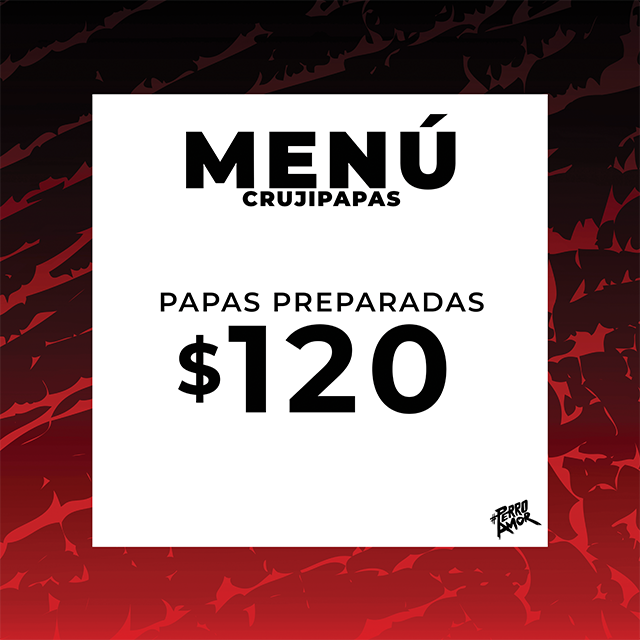 MENÚ
CRUJIPAPAS
PAPAS PREPARADAS
$120
#PERRO
AMOR